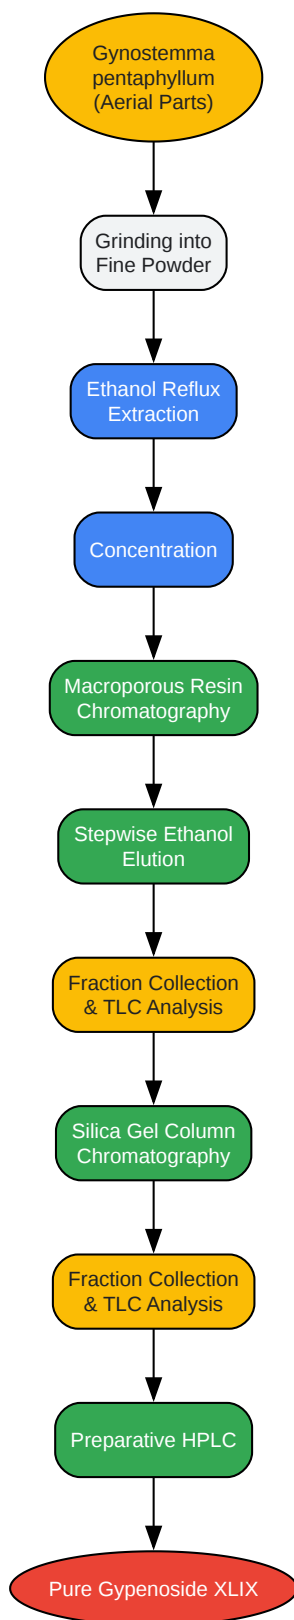 Gynostemma
pentaphyllum
(Aerial Parts)
Grinding into
Fine Powder
Ethanol Reflux
Extraction
Concentration
Macroporous Resin
Chromatography
Stepwise Ethanol
Elution
Fraction Collection
& TLC Analysis
Silica Gel Column
Chromatography
Fraction Collection
& TLC Analysis
Preparative HPLC
Pure Gypenoside XLIX